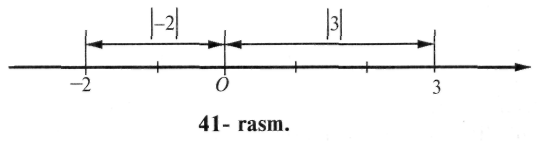 |−2| |3|
−2 O 3
41- rasm.